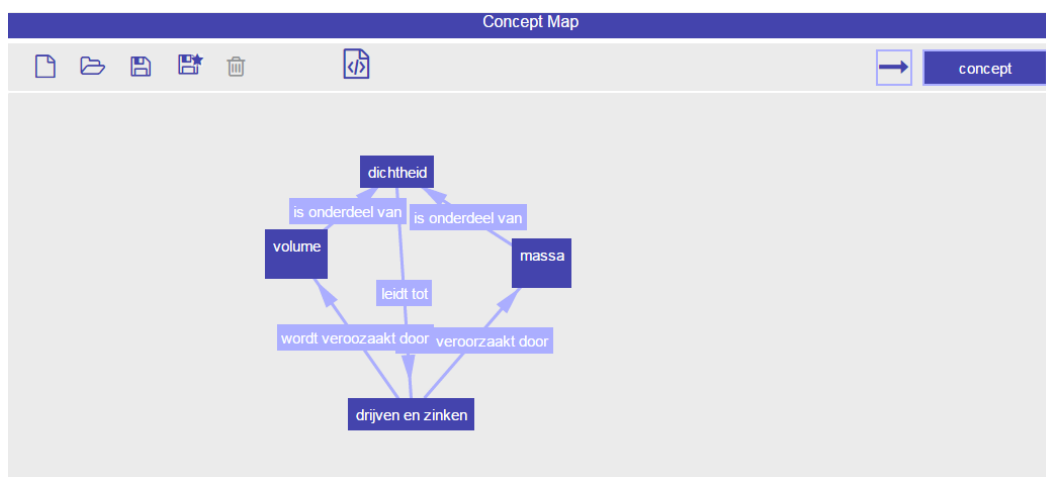 Concept Map
concept
dichtheid
is onderdeel van
is onderdeel van
volume
massa
leidt tot
wordt veroozaakt door
veroorzaakt door
drijven en zinken